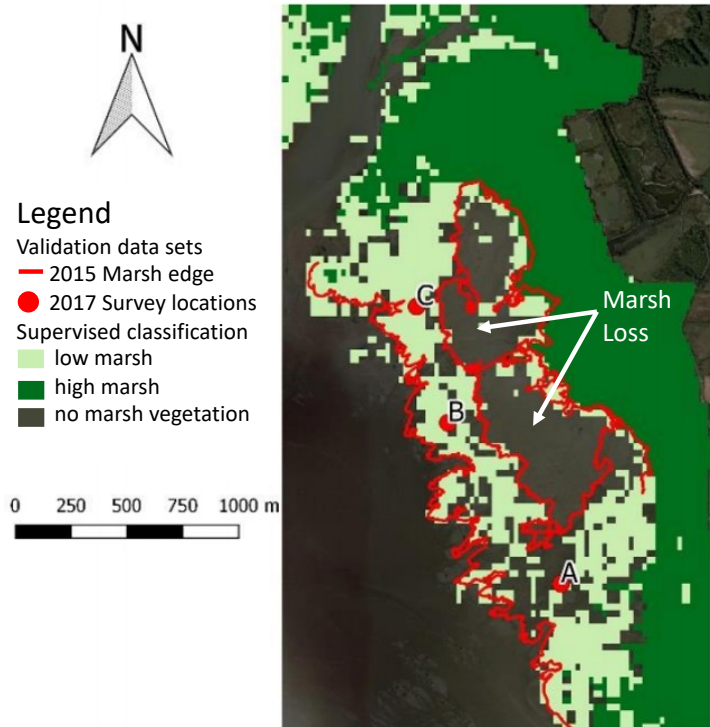 N
Legend
Validation data sets
2015 Marsh edge
2017 Survey locations
Supervised classification
low marsh
high marsh
no marsh vegetation
0 250 500 750 1000 m
C
B
A
Marsh
Loss